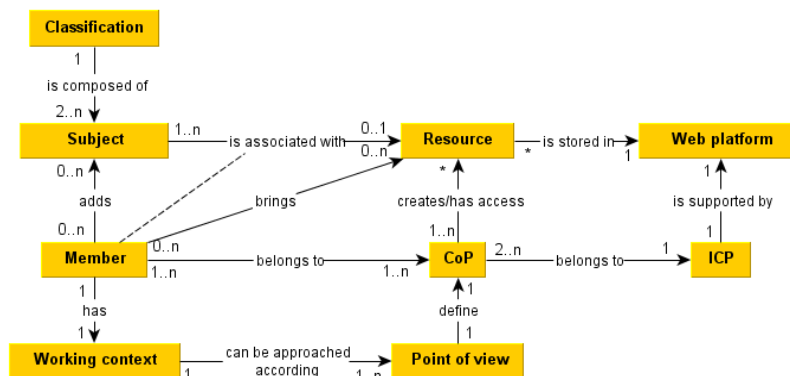 Classification
1
is composed of
2..n
Subject
1..n
is associated with
0..1
Resource
*
is stored in
1
Web platform
0..n
0..n
*
1
adds
brings
creates/has access
is supported by
0..n
0..n
1..n
1
Member
1..n
belongs to
1..n
CoP
2..n
belongs to
1
ICP
1
1
has
define
1
1
Working context
1
can be approached
according
1..n
Point of view